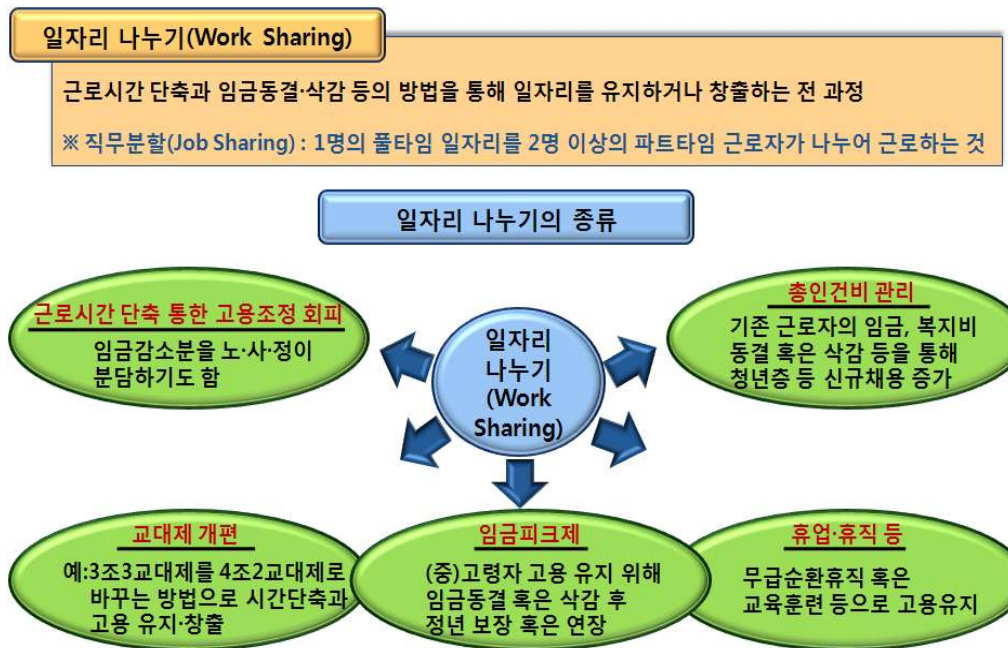 일자리 나누기(Work Sharing)
근로시간 단축과 임금동결·삭감 등의 방법을 통해 일자리를 유지하거나 창출하는 전 과정
※ 직무분할(Job Sharing) : 1명의 풀타임 일자리를 2명 이상의 파트타임 근로자가 나누어 근로하는 것
일자리 나누기의 종류
근로시간 단축 통한 고용조정 회피
임금감소분을 노·사·정이
분담하기도 함
일자리
나누기
(Work
Sharing)
총인건비 관리
기존 근로자의 임금, 복지비
동결 혹은 삭감 등을 통해
청년층 등 신규채용 증가
교대제 개편
예:3조3교대제를 4조2교대제로
바꾸는 방법으로 시간단축과
고용 유지·창출
임금피크제
(중)고령자 고용 유지 위해
임금동결 혹은 삭감 후
정년 보장 혹은 연장
휴업·휴직 등
무급순환휴직 혹은
교육훈련 등으로 고용유지